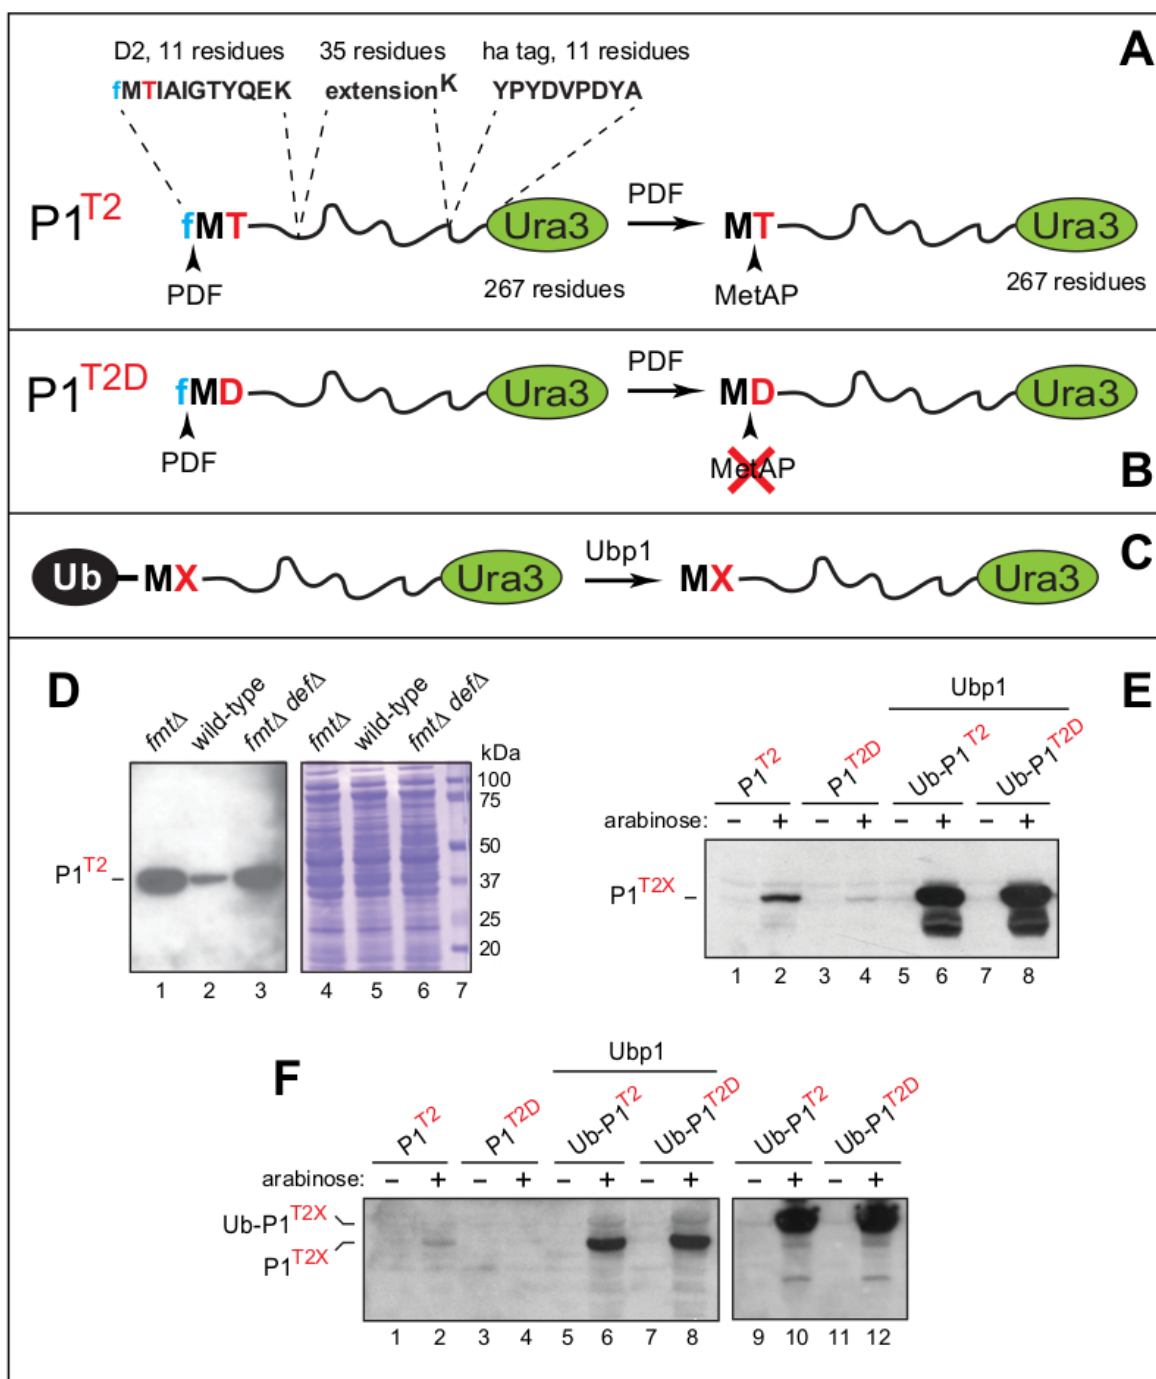 A
D2, 11 residues 35 residues ha tag, 11 residues
fMTIAIGTYQEK extensionK YPYDVPDYA
P1T2 fMT Ura3 PDF MT Ura3
PDF 267 residues MetAP 267 residues
P1T2D fMD Ura3 PDF MD Ura3
PDF MetAP
B
C
Ub MX Ura3 Ubp1 MX Ura3
D
fmtΔ wild-type fmtΔ defΔ fmtΔ wild-type fmtΔ defΔ
kDa
100
75
50
P1T2 – 37
25
20
1 2 3 4 5 6 7
E
Ubp1
P1T2 P1T2D Ub-P1T2 Ub-P1T2D
arabinose: – + – + – + – +
P1T2X –
1 2 3 4 5 6 7 8
F
Ubp1
P1T2 P1T2D Ub-P1T2 Ub-P1T2D Ub-P1T2 Ub-P1T2D
arabinose: – + – + – + – + – + – +
Ub-P1T2X
P1T2X
1 2 3 4 5 6 7 8 9 10 11 12